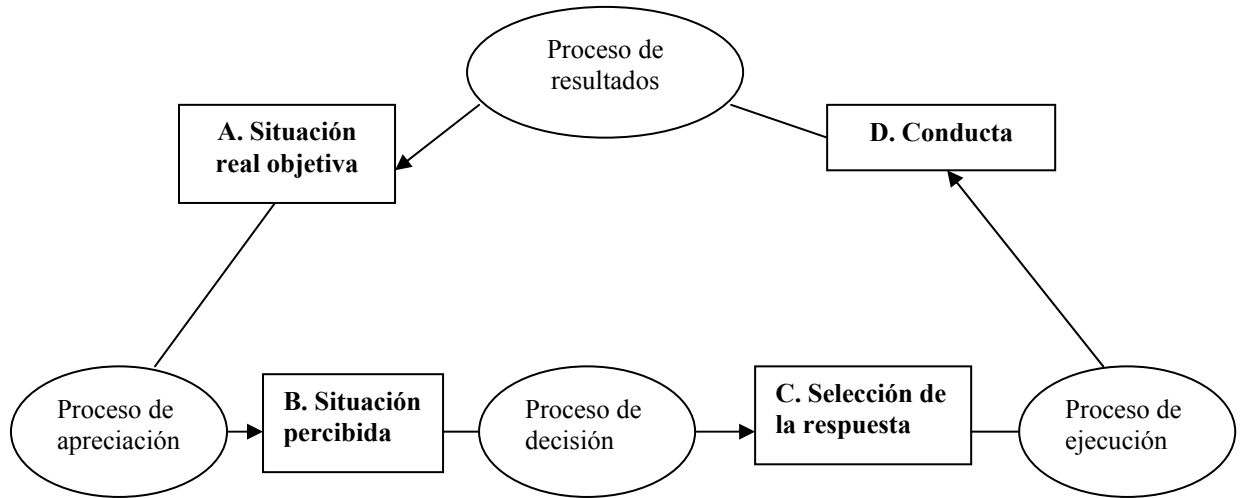 Proceso de
resultados
A. Situación
real objetiva
D. Conducta
Proceso de
apreciación
B. Situación
percibida
Proceso de
decisión
C. Selección de
la respuesta
Proceso de
ejecución